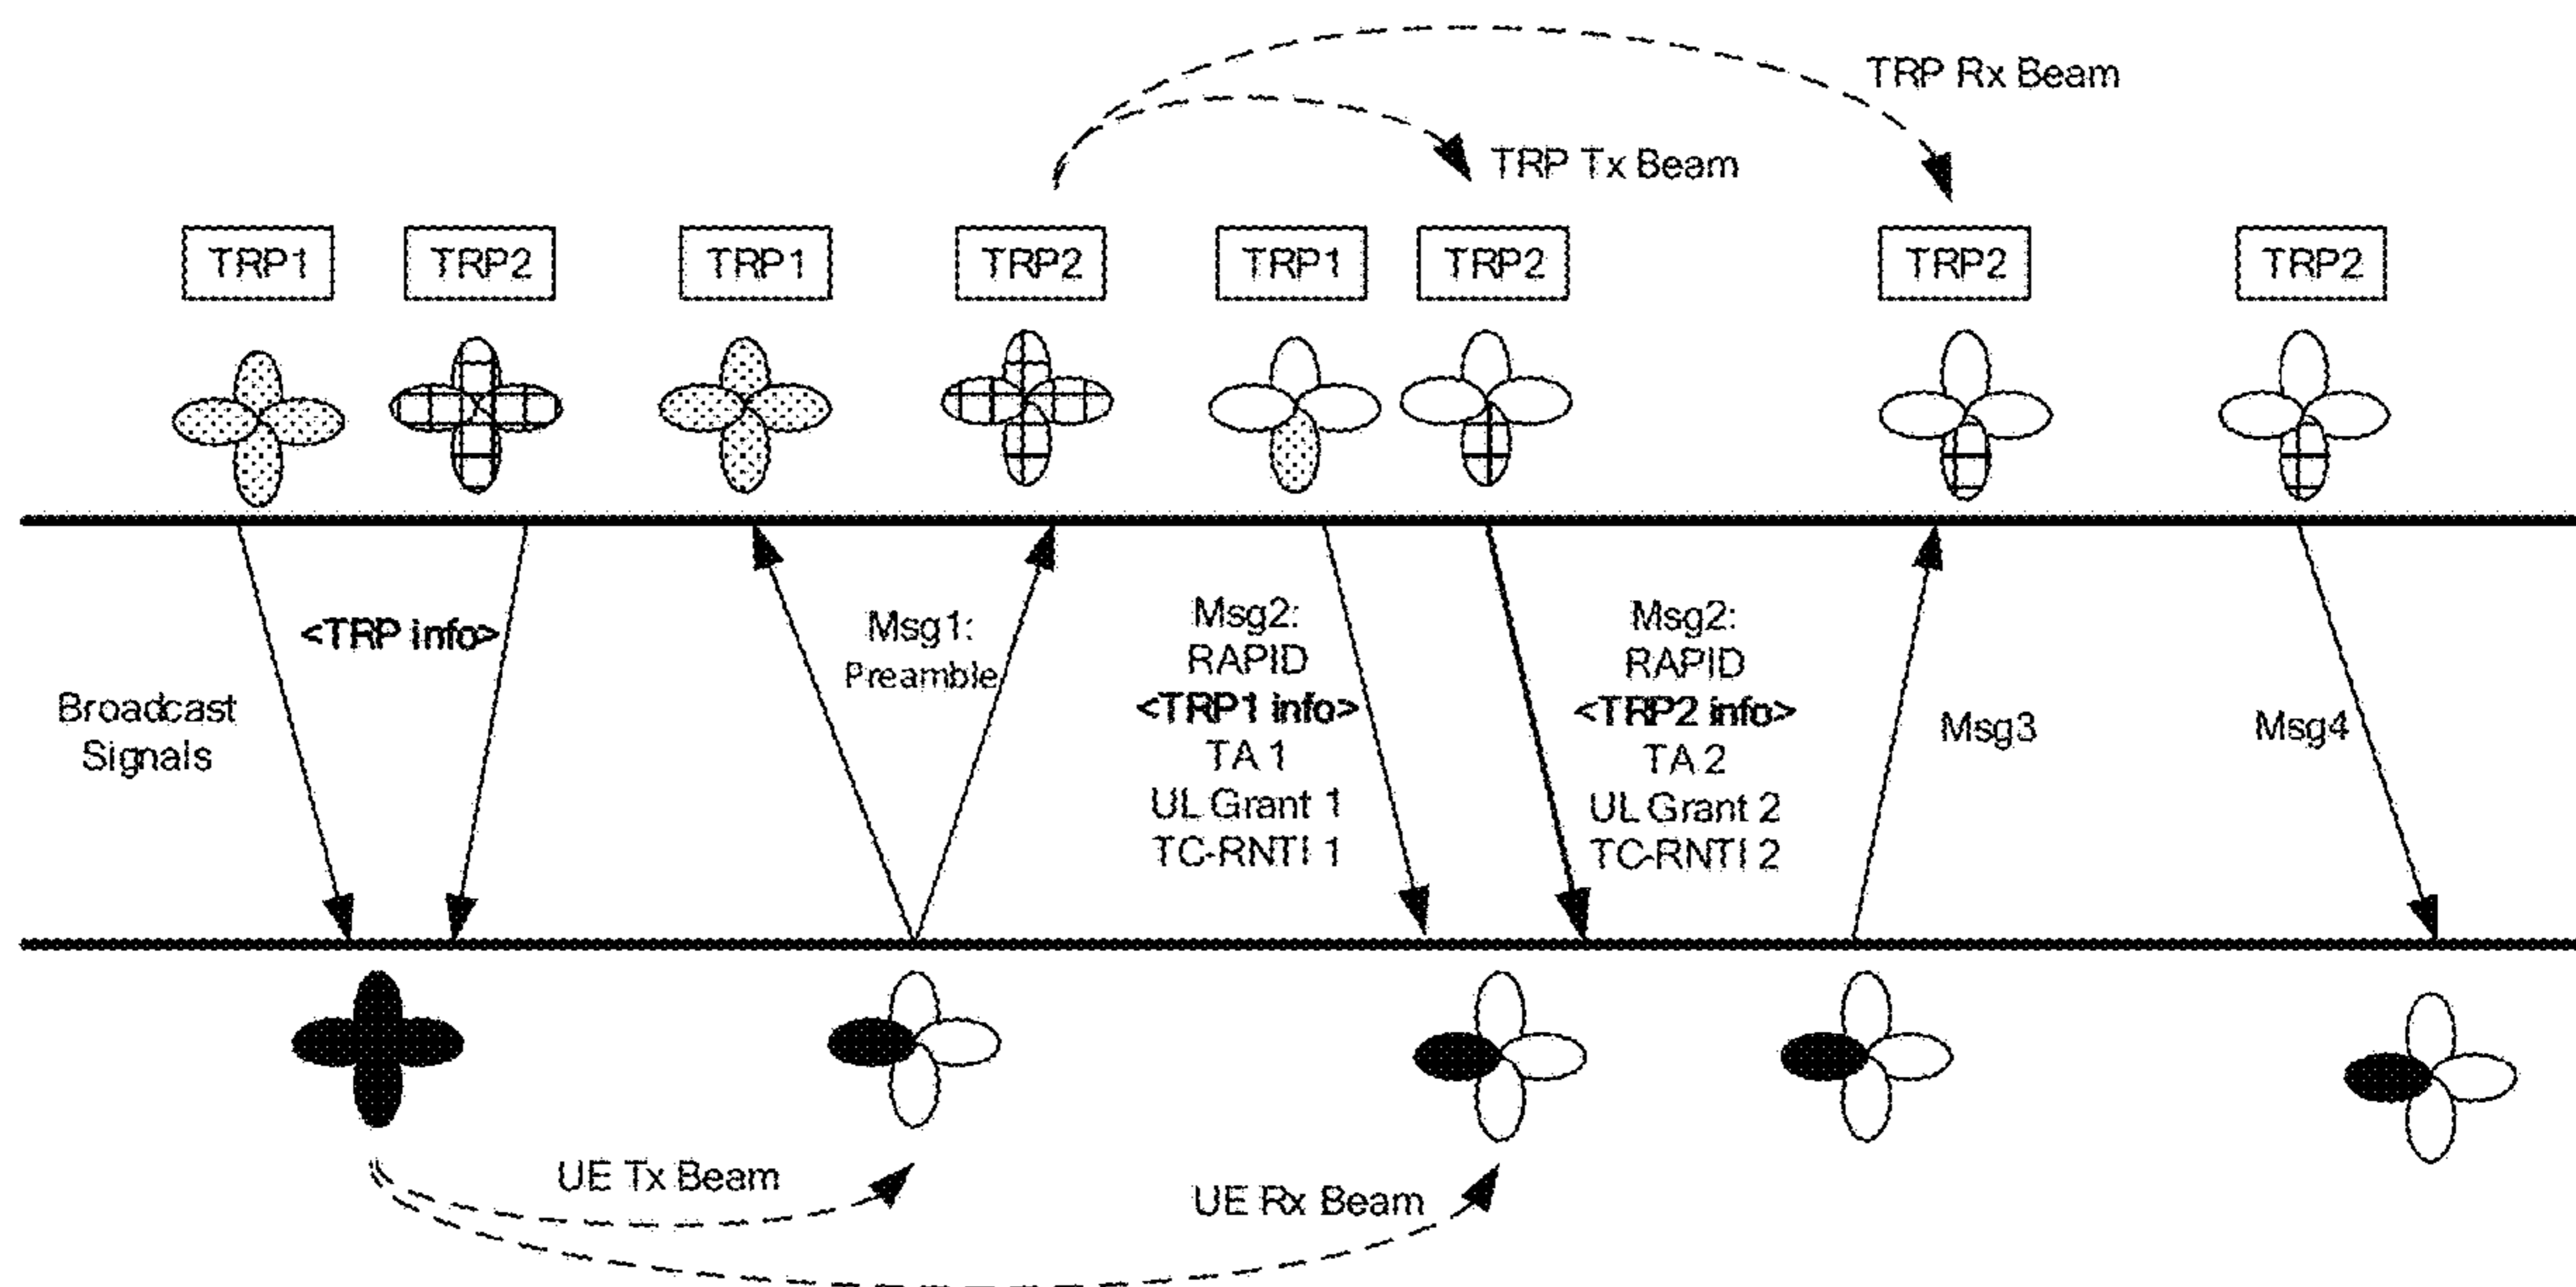 TRP Rx Beam
TRP Tx Beam
TRP1
TRP2
TRP1
TRP2
TRP1
TRP2
TRP2
TRP2
Broadcast
Signals
<TRP info>
Msg1:
Preamble
Msg2:
RAPID
<TRP1 info>
TA 1
UL Grant 1
TC-RNTI 1
Msg2:
RAPID
<TRP2 info>
TA 2
UL Grant 2
TC-RNTI 2
Msg3
Msg4
UE Tx Beam
UE Rx Beam